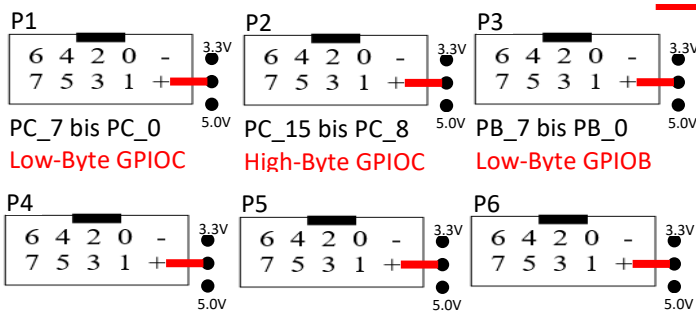 P1
3.3V
6 4 2 0 -
7 5 3 1 +
5.0V
PC_7 bis PC_0
Low-Byte GPIOC
P2
3.3V
6 4 2 0 -
7 5 3 1 +
5.0V
PC_15 bis PC_8
High-Byte GPIOC
P3
3.3V
6 4 2 0 -
7 5 3 1 +
5.0V
PB_7 bis PB_0
Low-Byte GPIOB
P4
3.3V
6 4 2 0 -
7 5 3 1 +
5.0V
P5
3.3V
6 4 2 0 -
7 5 3 1 +
5.0V
P6
3.3V
6 4 2 0 -
7 5 3 1 +
5.0V